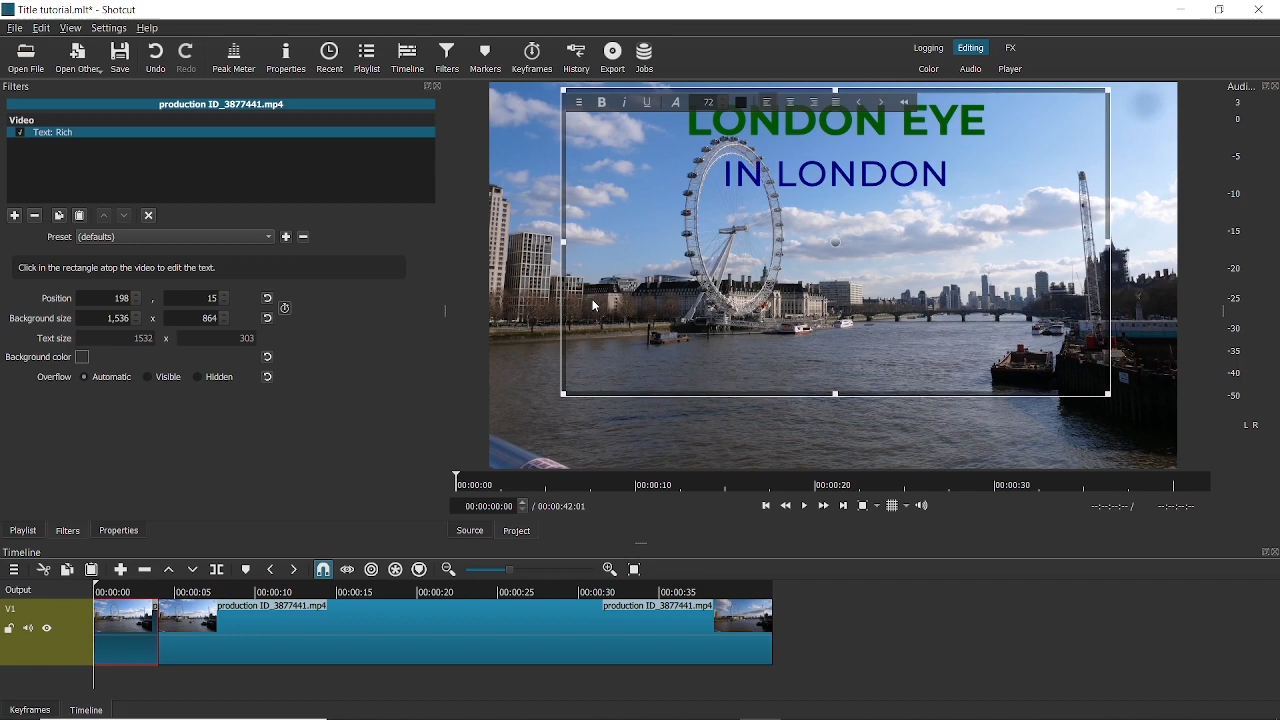 Title tutorial.mlt* - Shotcut
File Edit View Settings Help
Open File Open Other.. Save Undo Redo Peak Meter Properties Recent Playlist Timeline Filters Markers Keyframes History Export Jobs
Logging Editing FX
Color Audio Player
Filters
Audi...
production ID_3877441.mp4
Video
Text: Rich
Preset (defaults)
Click in the rectangle atop the video to edit the text.
Position 198 , 15
Background size 1,536 x 864
Text size 1532 x 303
Background color
Overflow Automatic Visible Hidden
B i U A 72
LONDON EYE
IN LONDON
3
0
-5
-10
-15
-20
-25
-30
-35
-40
-50
L R
00:00:00 00:00:10 00:00:20 00:00:30
00:00:00:00 / 00:00:42:01
--:--:--:-- / --:--:--:--
Playlist Filters Properties
Source Project
Timeline
Output
00:00:00 00:00:05 00:00:10 00:00:15 00:00:20 00:00:25 00:00:30 00:00:35
V1
production ID_3877441.mp4 production ID_3877441.mp4
Keyframes Timeline